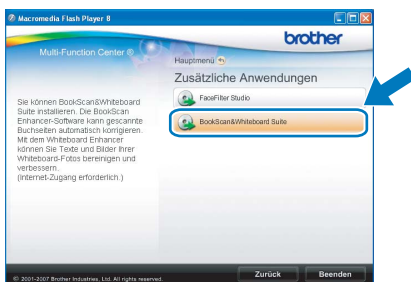 Macromedia Flash Player 8
brother
Multi-Function Center ®
Hauptmenü
Zusätzliche Anwendungen
FaceFilter Studio
BookScan&Whiteboard Suite
Sie können BookScan&Whiteboard
Suite installieren. Die BookScan
Enhancer-Software kann gescannte
Buchseiten automatisch korrigieren.
Mit dem Whiteboard Enhancer
können Sie Texte und Bilder Ihrer
Whiteboard-Fotos bereinigen und
verbessern.
(Internet-Zugang erforderlich.)
© 2001-2007 Brother Industries, Ltd. All rights reserved.
Zurück
Beenden